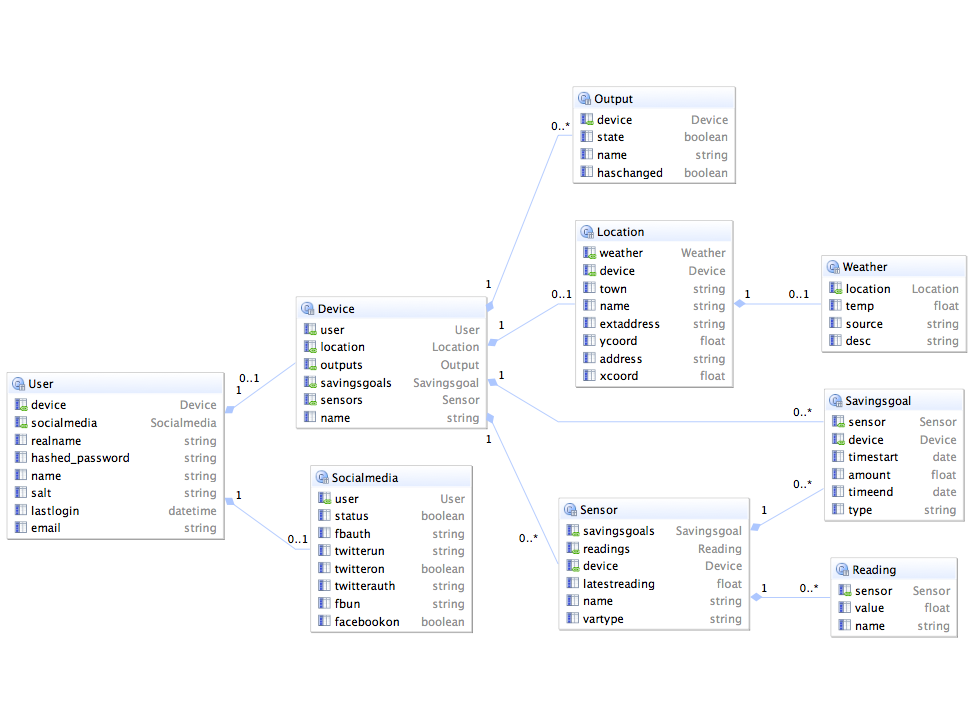 Output
device Device
state boolean
name string
haschanged boolean
0..*
1
Location
weather Weather
device Device
town string
name string
extaddress string
ycoord float
address string
xcoord float
0..1
1
1
0..1
Weather
location Location
temp float
source string
desc string
Device
user User
location Location
outputs Output
savingsgoals Savingsgoal
sensors Sensor
name string
1
0..*
1
0..*
User
device Device
socialmedia Socialmedia
realname string
hashed_password string
name string
salt string
lastlogin datetime
email string
0..1
1
1
0..1
Socialmedia
user User
status boolean
fbauth string
twitterun string
twitteron boolean
twitterauth string
fbun string
facebookon boolean
Savingsgoal
sensor Sensor
device Device
timestart date
amount float
timeend date
type string
0..*
1
Sensor
savingsgoals Savingsgoal
readings Reading
device Device
latestreading float
name string
vartype string
1
0..*
Reading
sensor Sensor
value float
name string